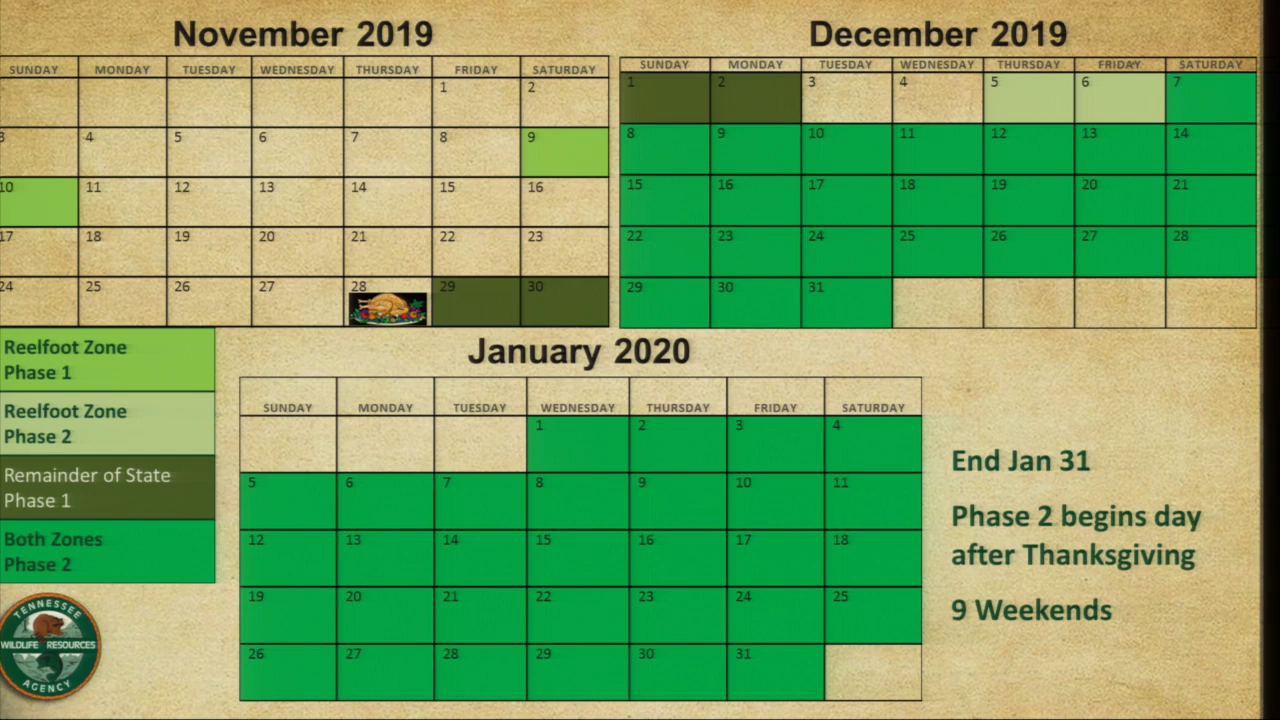 November 2019
SUNDAY MONDAY TUESDAY WEDNESDAY THURSDAY FRIDAY SATURDAY
1 2
3 4 5 6 7 8 9
10 11 12 13 14 15 16
17 18 19 20 21 22 23
24 25 26 27 28 29 30
December 2019
SUNDAY MONDAY TUESDAY WEDNESDAY THURSDAY FRIDAY SATURDAY
1 2 3 4 5 6 7
8 9 10 11 12 13 14
15 16 17 18 19 20 21
22 23 24 25 26 27 28
29 30 31
Reelfoot Zone
Phase 1
Reelfoot Zone
Phase 2
Remainder of State
Phase 1
Both Zones
Phase 2
TENNESSEE
WILDLIFE RESOURCES
AGENCY
January 2020
SUNDAY MONDAY TUESDAY WEDNESDAY THURSDAY FRIDAY SATURDAY
1 2 3 4
5 6 7 8 9 10 11
12 13 14 15 16 17 18
19 20 21 22 23 24 25
26 27 28 29 30 31
End Jan 31
Phase 2 begins day
after Thanksgiving
9 Weekends